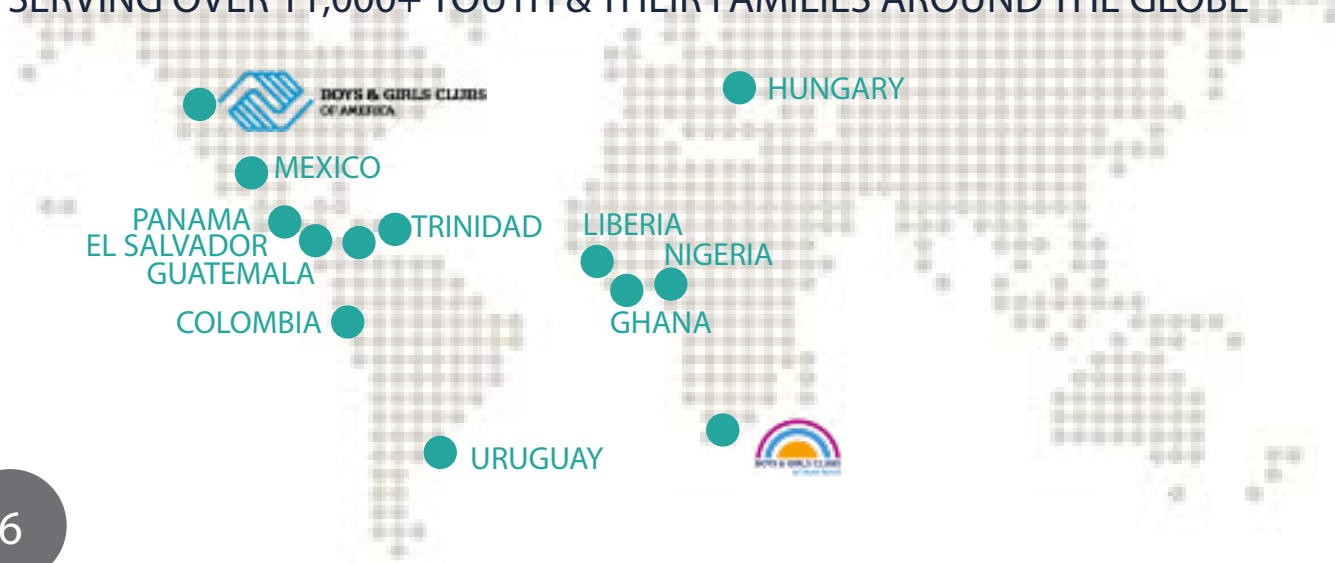 SERVING OVER 11,000+ YOUTH & THEIR FAMILIES AROUND THE GLOBE
BOYS & GIRLS CLUBS
OF AMERICA
HUNGARY
MEXICO
PANAMA
TRINIDAD
LIBERIA
EL SALVADOR
NIGERIA
GUATEMALA
COLOMBIA
GHANA
BOYS & GIRLS CLUBS
URUGUAY
6